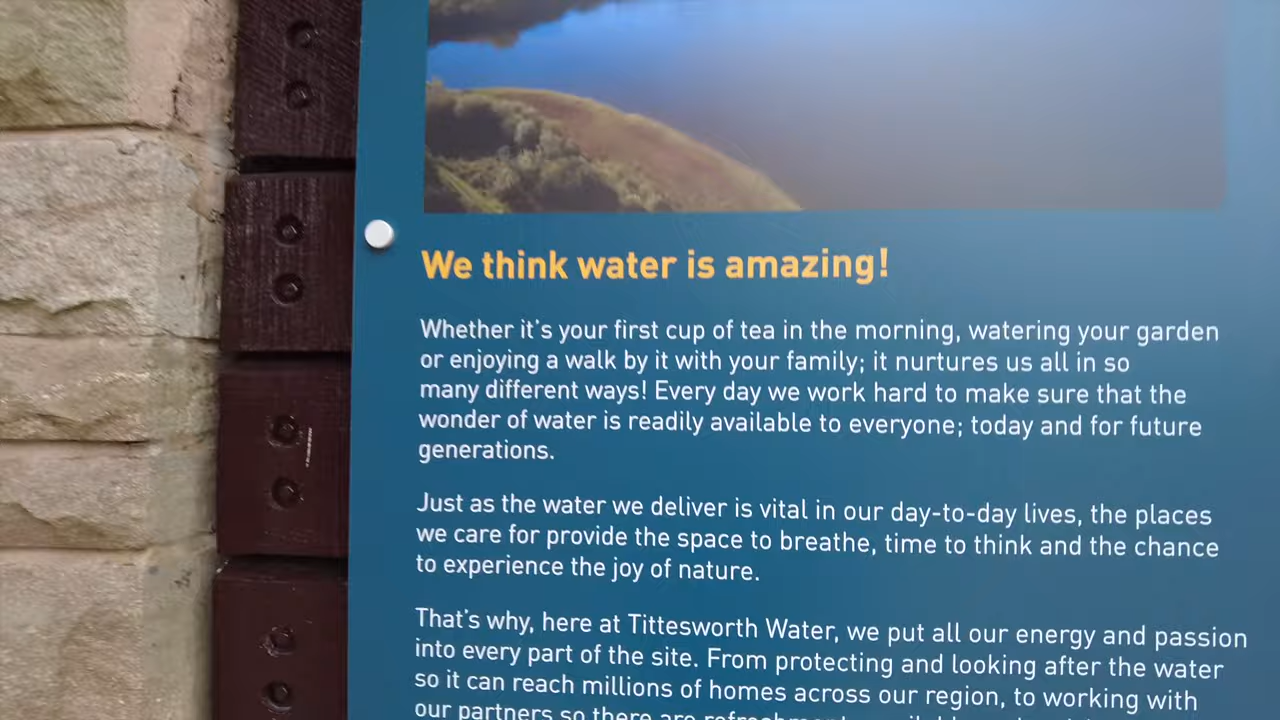 We think water is amazing!
Whether it's your first cup of tea in the morning, watering your garden
or enjoying a walk by it with your family; it nurtures us all in so
many different ways! Every day we work hard to make sure that the
wonder of water is readily available to everyone; today and for future
generations.
Just as the water we deliver is vital in our day-to-day lives, the places
we care for provide the space to breathe, time to think and the chance
to experience the joy of nature.
That's why, here at Tittesworth Water, we put all our energy and passion
into every part of the site. From protecting and looking after the water
so it can reach millions of homes across our region, to working with
our partners so there are